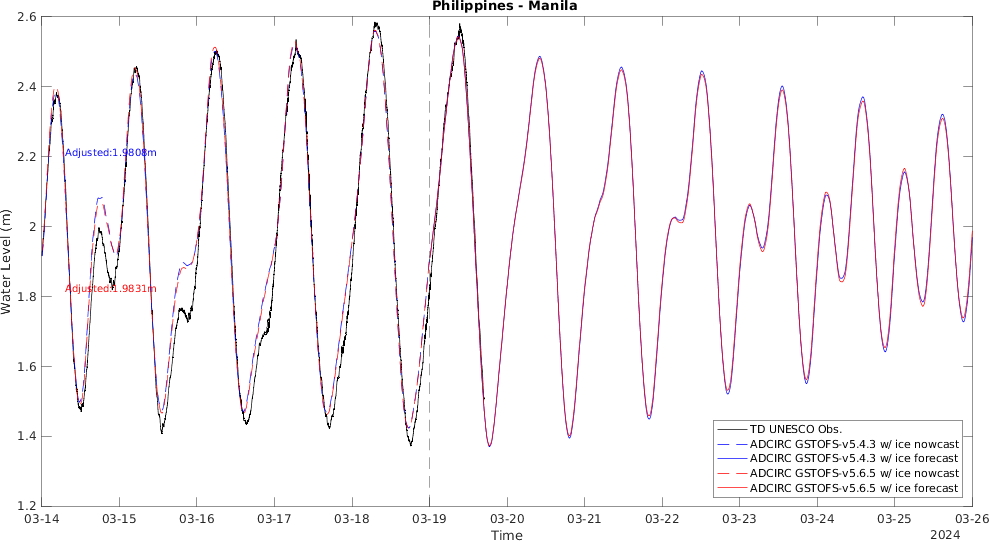 Philippines - Manila
2.6
2.4
2.2
2
1.8
1.6
1.4
1.2
Water Level (m)
Adjusted:1.9808m
Adjusted:1.9831m
TD UNESCO Obs.
ADCIRC GSTOFS-v5.4.3 w/ ice nowcast
ADCIRC GSTOFS-v5.4.3 w/ ice forecast
ADCIRC GSTOFS-v5.6.5 w/ ice nowcast
ADCIRC GSTOFS-v5.6.5 w/ ice forecast
03-14 03-15 03-16 03-17 03-18 03-19 03-20 03-21 03-22 03-23 03-24 03-25 03-26
Time
2024